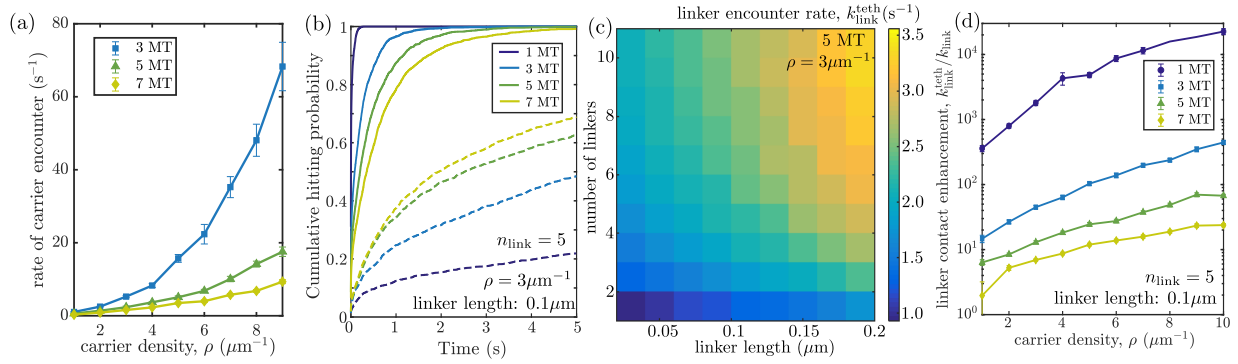 (a)
rate of carrier encounter (s⁻¹)
80
60
40
20
0
2
4
6
8
carrier density, ρ (μm⁻¹)
3 MT
5 MT
7 MT
(b)
Cumulative hitting probability
1
0.8
0.6
0.4
0.2
0
0
1
2
3
4
5
Time (s)
1 MT
3 MT
5 MT
7 MT
n_link = 5
ρ = 3μm⁻¹
linker length: 0.1μm
(c)
linker encounter rate, k_link^teth (s⁻¹)
number of linkers
10
8
6
4
2
0.05
0.1
0.15
0.2
linker length (μm)
5 MT
ρ = 3μm⁻¹
3.5
3.0
2.5
2.0
1.5
1.0
(d)
linker contact enhancement, k_link^teth/k_link
10⁴
10³
10²
10¹
10⁰
2
4
6
8
10
carrier density, ρ (μm⁻¹)
1 MT
3 MT
5 MT
7 MT
n_link = 5
linker length: 0.1μm